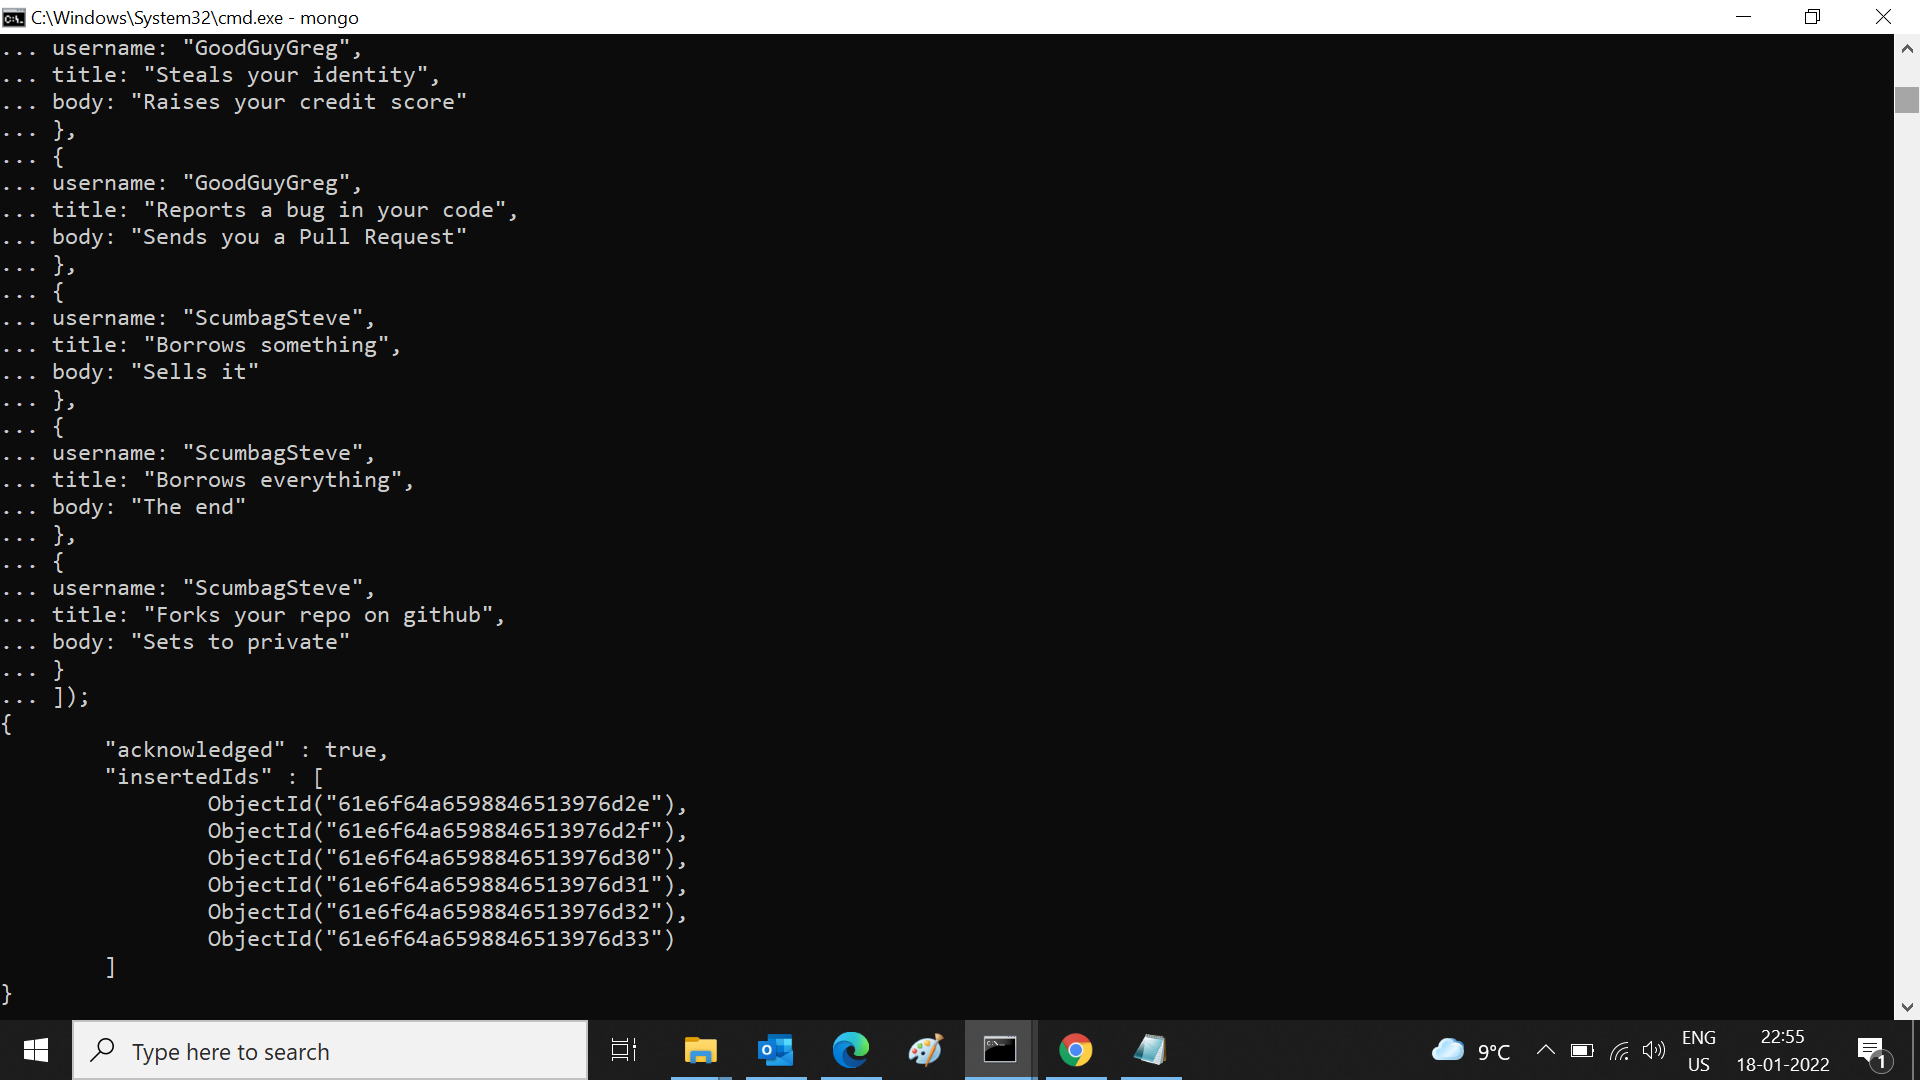 C:\Windows\System32\cmd.exe - mongo
... username: "GoodGuyGreg",
... title: "Steals your identity",
... body: "Raises your credit score"
... },
... {
... username: "GoodGuyGreg",
... title: "Reports a bug in your code",
... body: "Sends you a Pull Request"
... },
... {
... username: "ScumbagSteve",
... title: "Borrows something",
... body: "Sells it"
... },
... {
... username: "ScumbagSteve",
... title: "Borrows everything",
... body: "The end"
... },
... {
... username: "ScumbagSteve",
... title: "Forks your repo on github",
... body: "Sets to private"
... }
... ]);
{
        "acknowledged" : true,
        "insertedIds" : [
                ObjectId("61e6f64a6598846513976d2e"),
                ObjectId("61e6f64a6598846513976d2f"),
                ObjectId("61e6f64a6598846513976d30"),
                ObjectId("61e6f64a6598846513976d31"),
                ObjectId("61e6f64a6598846513976d32"),
                ObjectId("61e6f64a6598846513976d33")
        ]
}
Type here to search
9°C
ENG
US
22:55
18-01-2022
1